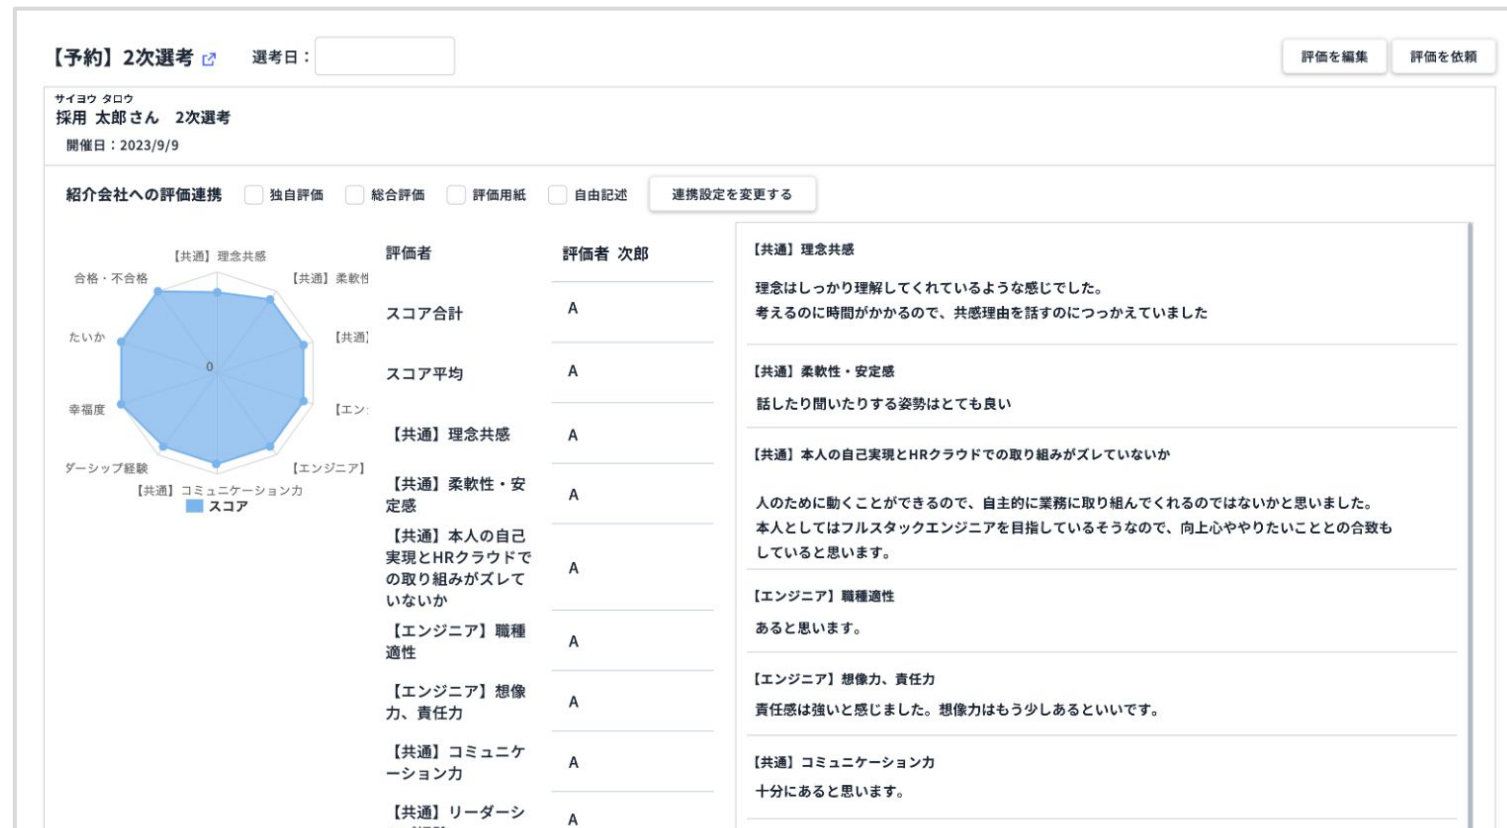 【予約】2次選考
選考日：
評価を編集
評価を依頼
サイヨウ タロウ
採用 太郎さん 2次選考
開催日：2023/9/9
紹介会社への評価連携
独自評価
総合評価
評価用紙
自由記述
連携設定を変更する
【共通】理念共感
合格・不合格
【共通】柔軟性
たいか
【共通】
0
幸福度
【エン
ダーシップ経験
【エンジニア】
【共通】コミュニケーション力
スコア
評価者
評価者 次郎
スコア合計
A
スコア平均
A
【共通】理念共感
A
【共通】柔軟性・安
定感
A
【共通】本人の自己
実現とHRクラウドで
の取り組みがズレて
いないか
A
【エンジニア】職種
適性
A
【エンジニア】想像
力、責任力
A
【共通】コミュニケ
ーション力
A
【共通】リーダーシ
A
【共通】理念共感
理念はしっかり理解してくれているような感じでした。
考えるのに時間がかかるので、共感理由を話すのにつっかえていました
【共通】柔軟性・安定感
話したり聞いたりする姿勢はとても良い
【共通】本人の自己実現とHRクラウドでの取り組みがズレていないか
人のために動くことができるので、自主的に業務に取り組んでくれるのではないかと思いました。
本人としてはフルスタックエンジニアを目指しているそうなので、向上心ややりたいこととの合致も
していると思います。
【エンジニア】職種適性
あると思います。
【エンジニア】想像力、責任力
責任感は強いと感じました。想像力はもう少しあるといいです。
【共通】コミュニケーション力
十分にあると思います。